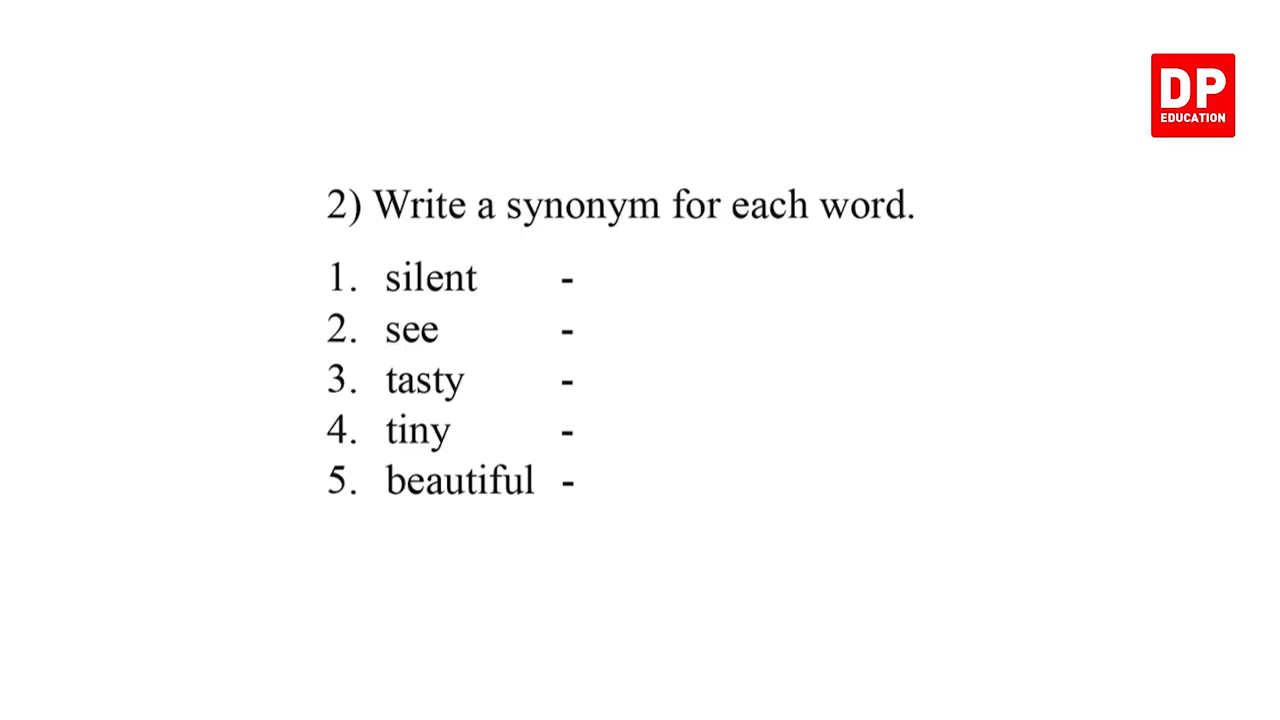 DP
EDUCATION
2) Write a synonym for each word.
1. silent -
2. see -
3. tasty -
4. tiny -
5. beautiful -